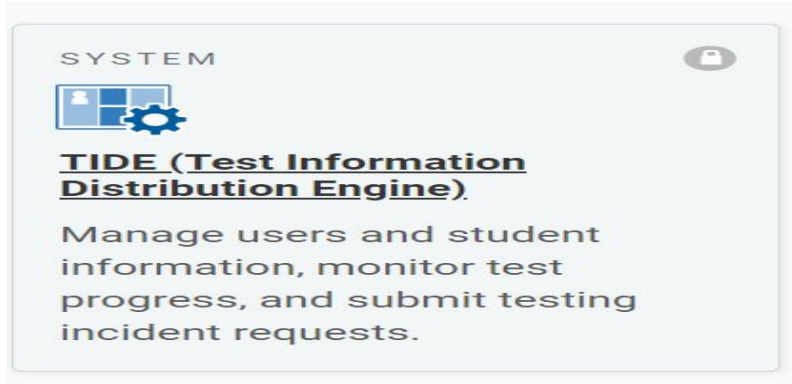 SYSTEM
TIDE (Test Information
Distribution Engine)
Manage users and student
information, monitor test
progress, and submit testing
incident requests.